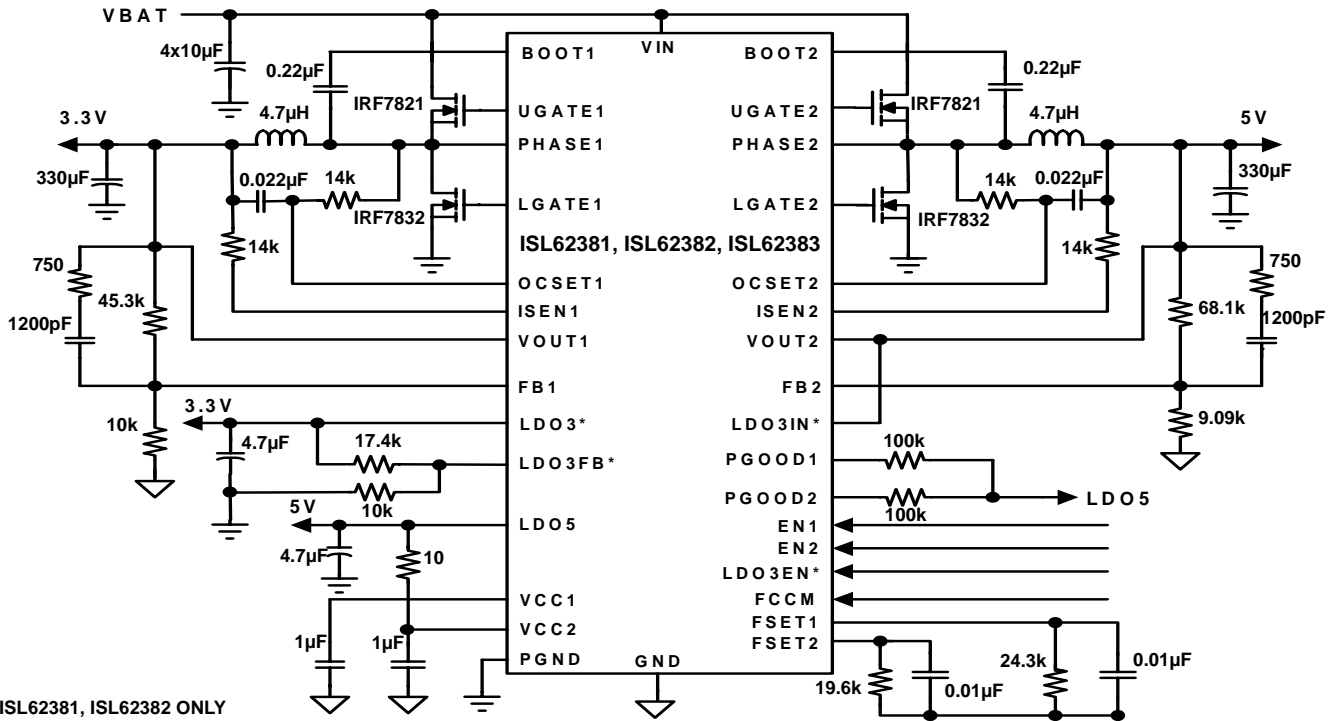 VBAT
4x10µF
0.22µF
IRF7821
4.7µH
3.3V
330µF
0.022µF
14k
IRF7832
14k
750
45.3k
1200pF
10k
3.3V
4.7µF
17.4k
10k
5V
4.7µF
10
1µF
1µF
VIN
BOOT1
UGATE1
PHASE1
LGATE1
ISL62381, ISL62382, ISL62383
OCSET1
ISEN1
VOUT1
FB1
LDO3*
LDO3FB*
LDO5
VCC1
VCC2
PGND
GND
BOOT2
UGATE2
PHASE2
LGATE2
OCSET2
ISEN2
VOUT2
FB2
LDO3IN*
PGOOD1
PGOOD2
EN1
EN2
LDO3EN*
FCCM
FSET1
FSET2
0.22µF
IRF7821
4.7µH
5V
330µF
14k
0.022µF
IRF7832
14k
750
68.1k
1200pF
9.09k
100k
LDO5
100k
24.3k
0.01µF
19.6k
0.01µF
ISL62381, ISL62382 ONLY